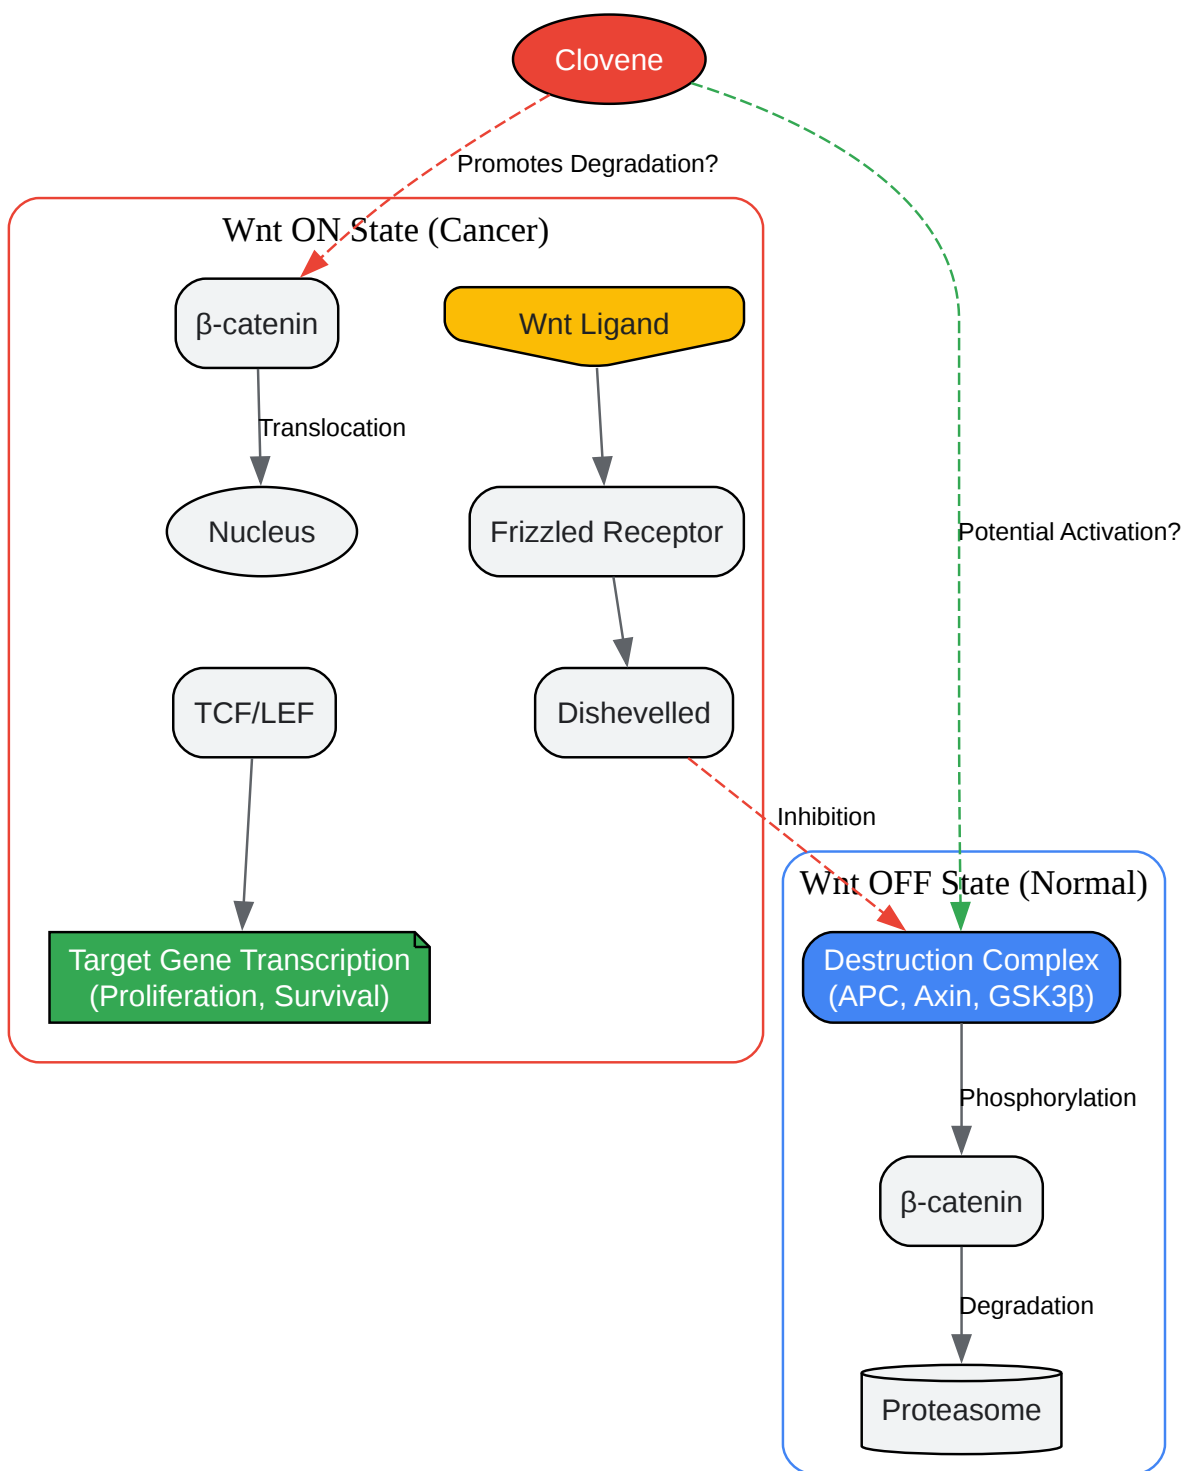 Clovene
Promotes Degradation?
Wnt ON State (Cancer)
β-catenin
Wnt Ligand
Translocation
Nucleus
Frizzled Receptor
Potential Activation?
TCF/LEF
Dishevelled
Inhibition
Wnt OFF State (Normal)
Target Gene Transcription
(Proliferation, Survival)
Destruction Complex
(APC, Axin, GSK3β)
Phosphorylation
β-catenin
Degradation
Proteasome